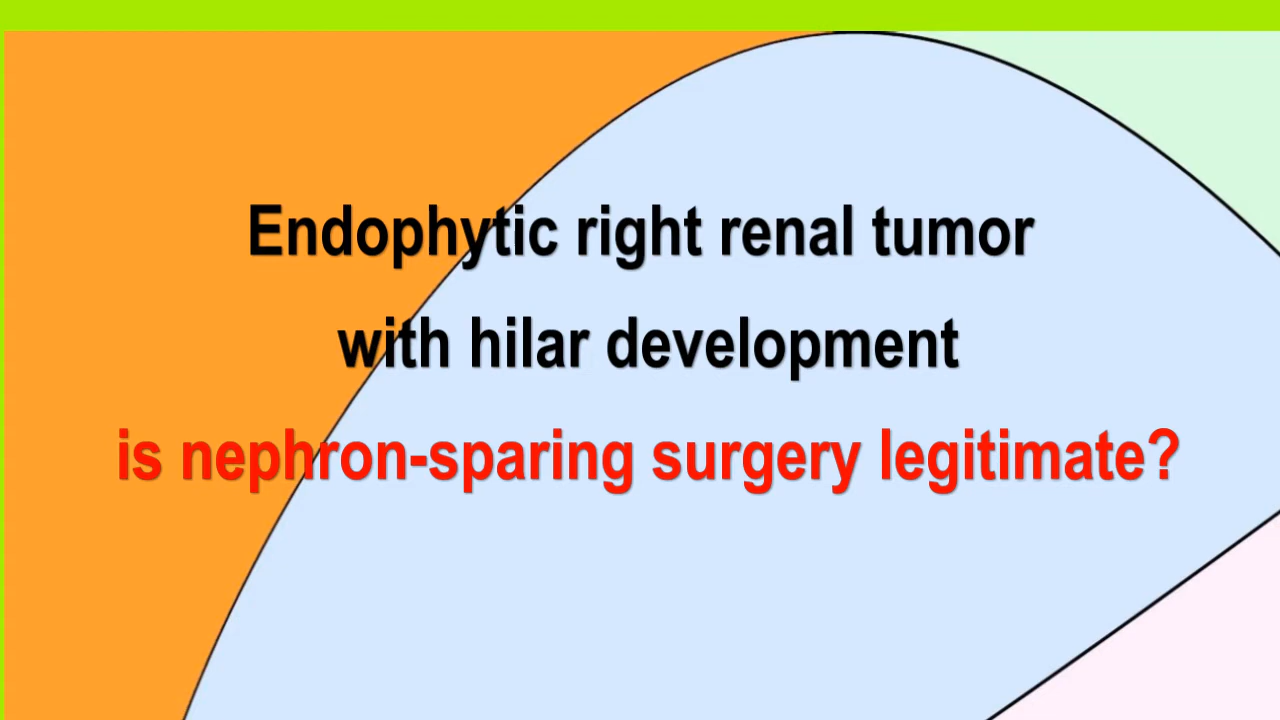 Endophytic right renal tumor
with hilar development
is nephron-sparing surgery legitimate?